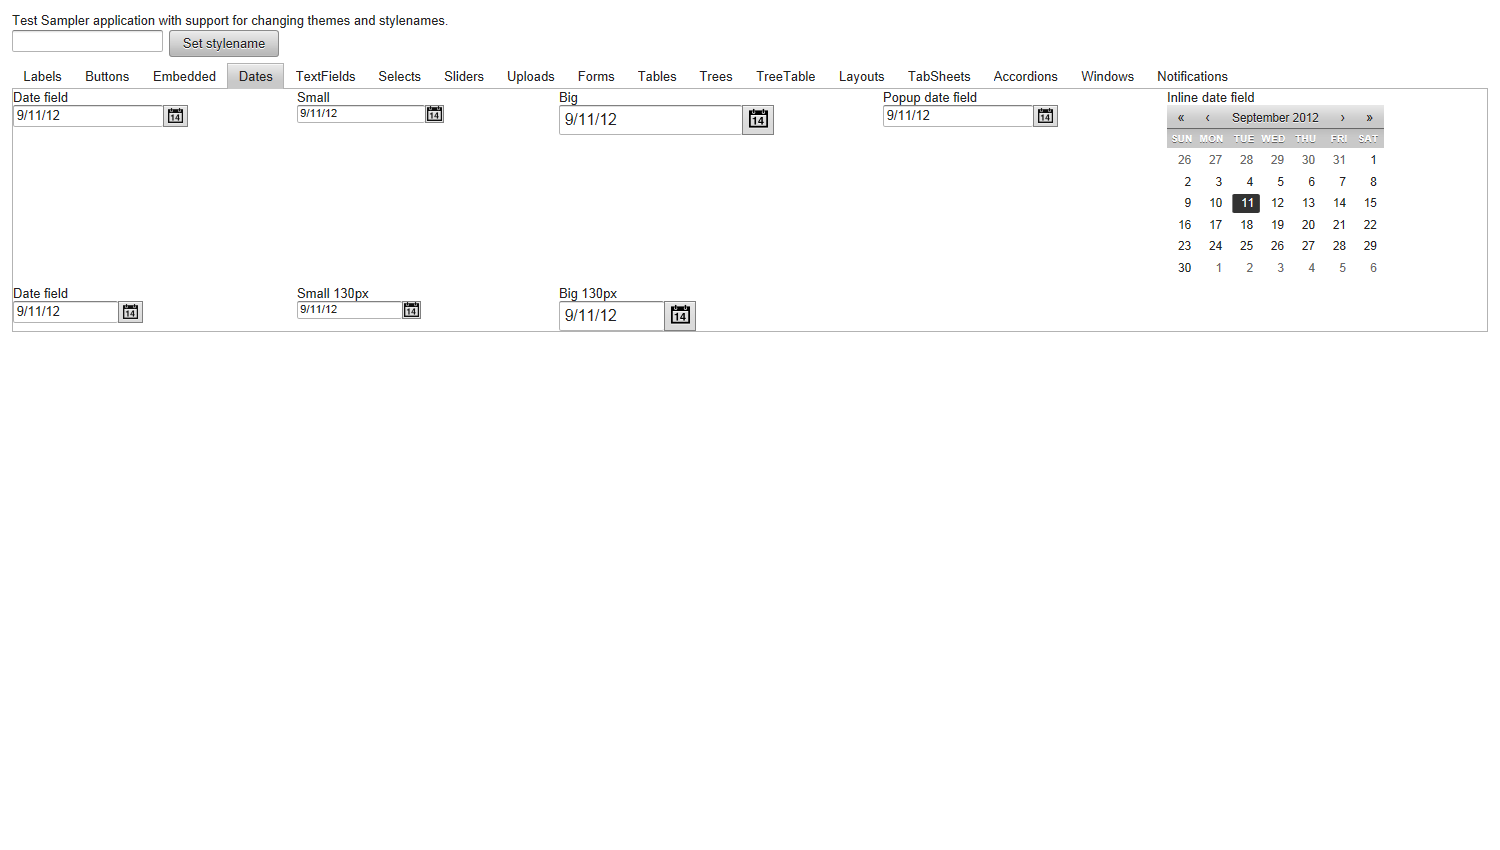 Test Sampler application with support for changing themes and stylenames.
Set stylename
Labels Buttons Embedded Dates TextFields Selects Sliders Uploads Forms Tables Trees TreeTable Layouts TabSheets Accordions Windows Notifications
Date field Small Big Popup date field Inline date field
9/11/12 14 9/11/12 14 9/11/12 14 9/11/12 14
« ‹ September 2012 › »
SUN MON TUE WED THU FRI SAT
26 27 28 29 30 31 1
2 3 4 5 6 7 8
9 10 11 12 13 14 15
16 17 18 19 20 21 22
23 24 25 26 27 28 29
30 1 2 3 4 5 6
Date field Small 130px Big 130px
9/11/12 14 9/11/12 14 9/11/12 14